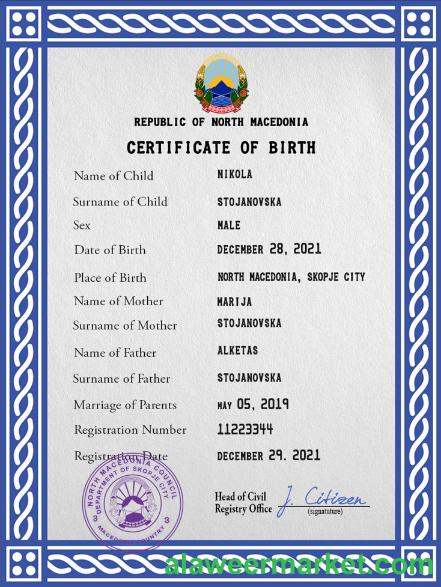 REPUBLIC OF NORTH MACEDONIA
CERTIFICATE OF BIRTH
Name of Child NIKOLA
Surname of Child STOJANOVSKA
Sex MALE
Date of Birth DECEMBER 28, 2021
Place of Birth NORTH MACEDONIA, SKOPJE CITY
Name of Mother MARIJA
Surname of Mother STOJANOVSKA
Name of Father ALKETAS
Surname of Father STOJANOVSKA
Marriage of Parents MAY 05, 2019
Registration Number 11223344
Registration Date DECEMBER 29. 2021
NORTH MACEDONIA COUNCIL
DEPARTMENT OF SKOPJE CITY
MACEDONIA COUNTRY
Head of Civil
Registry Office J. Citizen
(signature)
alaweermarket.com